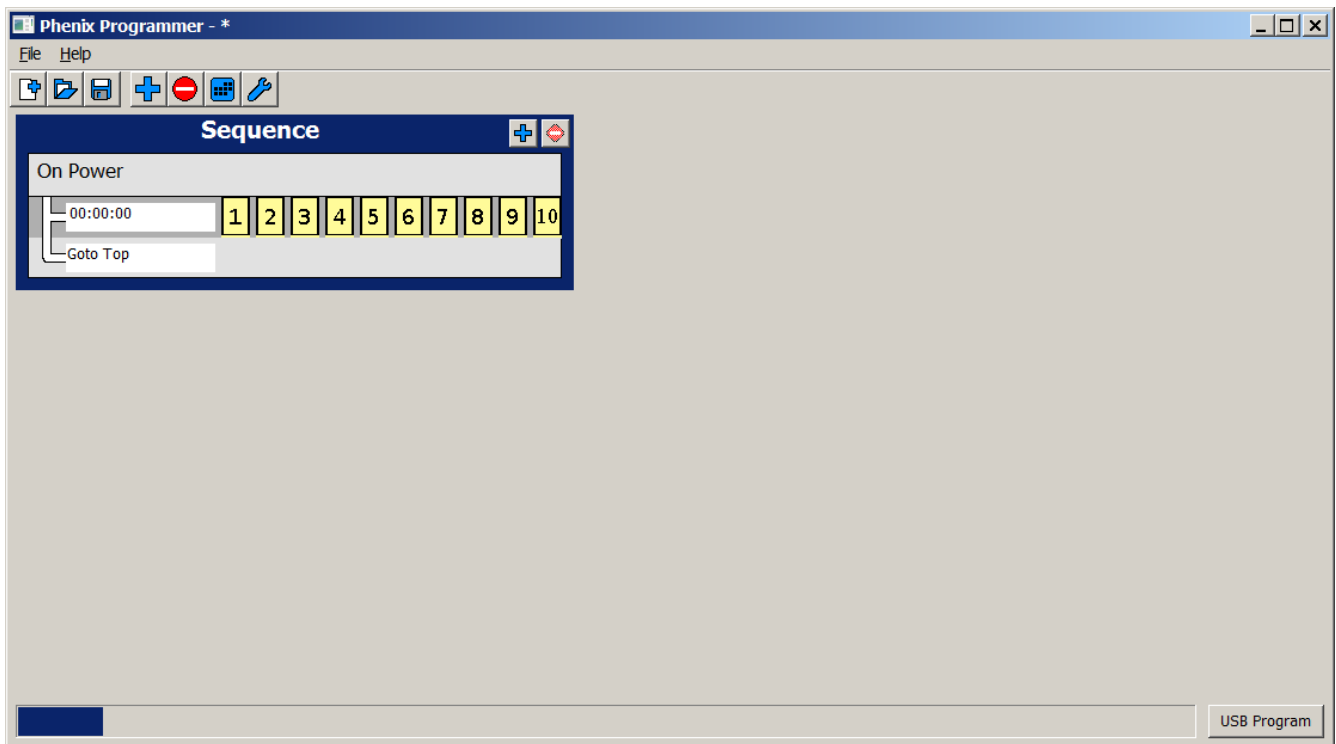 Phenix Programmer - *
File Help
Sequence
On Power
00:00:00 1 2 3 4 5 6 7 8 9 10
Goto Top
USB Program